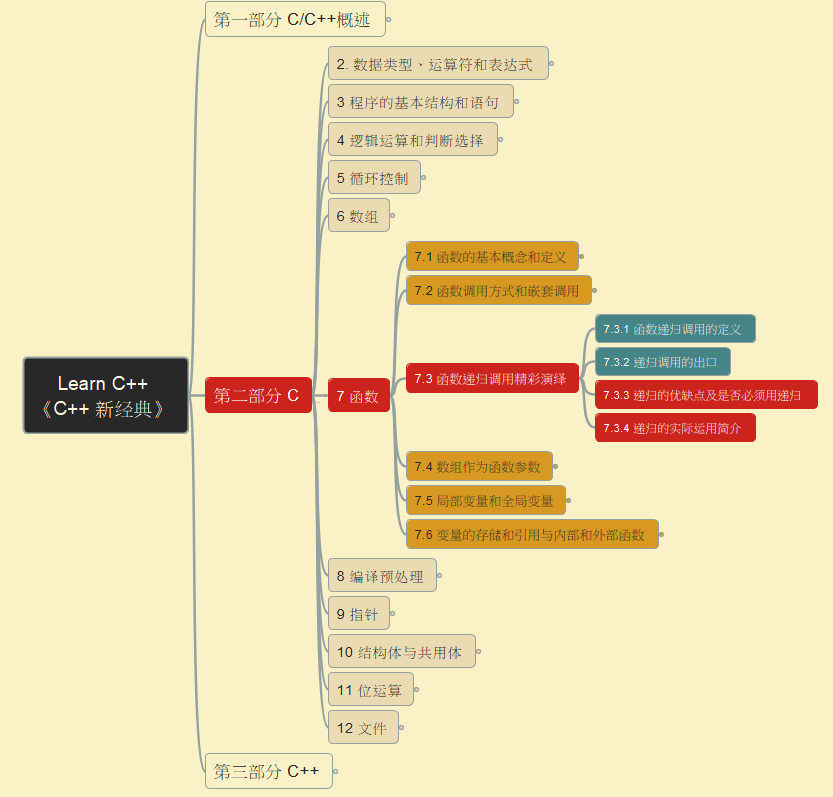 第一部分 C/C++概述
2. 数据类型、运算符和表达式
3 程序的基本结构和语句
4 逻辑运算和判断选择
5 循环控制
6 数组
7.1 函数的基本概念和定义
7.2 函数调用方式和嵌套调用
7.3.1 函数递归调用的定义
7.3.2 递归调用的出口
Learn C++
《C++ 新经典》
第二部分 C
7 函数
7.3 函数递归调用精彩演绎
7.3.3 递归的优缺点及是否必须用递归
7.3.4 递归的实际运用简介
7.4 数组作为函数参数
7.5 局部变量和全局变量
7.6 变量的存储和引用与内部和外部函数
8 编译预处理
9 指针
10 结构体与共用体
11 位运算
12 文件
第三部分 C++